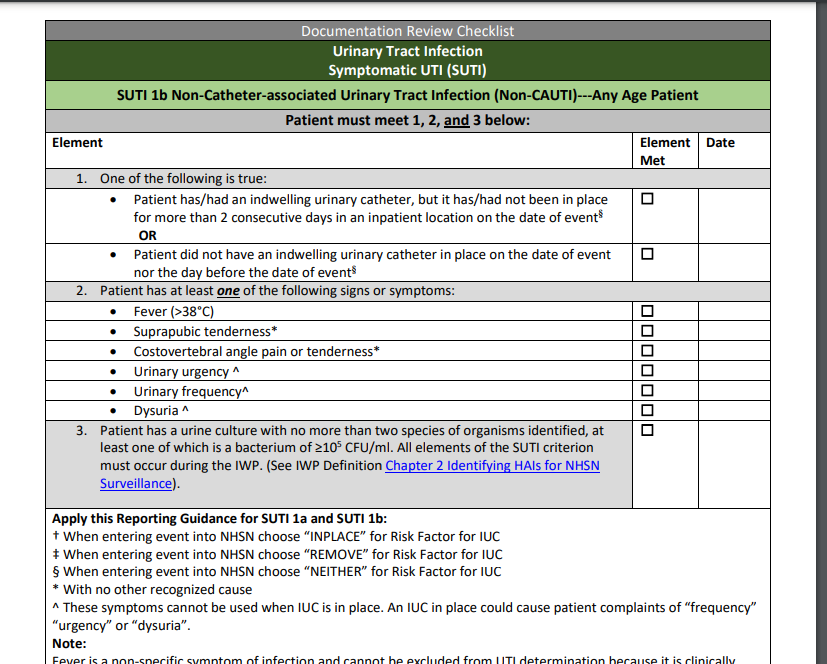 Documentation Review Checklist
Urinary Tract Infection
Symptomatic UTI (SUTI)
SUTI 1b Non-Catheter-associated Urinary Tract Infection (Non-CAUTI)---Any Age Patient
Patient must meet 1, 2, and 3 below:
Element Element Met Date
1. One of the following is true:
• Patient has/had an indwelling urinary catheter, but it has/had not been in place
for more than 2 consecutive days in an inpatient location on the date of event§
OR
• Patient did not have an indwelling urinary catheter in place on the date of event
nor the day before the date of event§
2. Patient has at least one of the following signs or symptoms:
• Fever (>38°C)
• Suprapubic tenderness*
• Costovertebral angle pain or tenderness*
• Urinary urgency ^
• Urinary frequency^
• Dysuria ^
3. Patient has a urine culture with no more than two species of organisms identified, at
least one of which is a bacterium of ≥10⁵ CFU/ml. All elements of the SUTI criterion
must occur during the IWP. (See IWP Definition Chapter 2 Identifying HAIs for NHSN
Surveillance).
Apply this Reporting Guidance for SUTI 1a and SUTI 1b:
† When entering event into NHSN choose “INPLACE” for Risk Factor for IUC
‡ When entering event into NHSN choose “REMOVE” for Risk Factor for IUC
§ When entering event into NHSN choose “NEITHER” for Risk Factor for IUC
* With no other recognized cause
^ These symptoms cannot be used when IUC is in place. An IUC in place could cause patient complaints of “frequency”
“urgency” or “dysuria”.
Note:
Fever is a non-specific symptom of infection and cannot be excluded from UTI determination because it is clinically